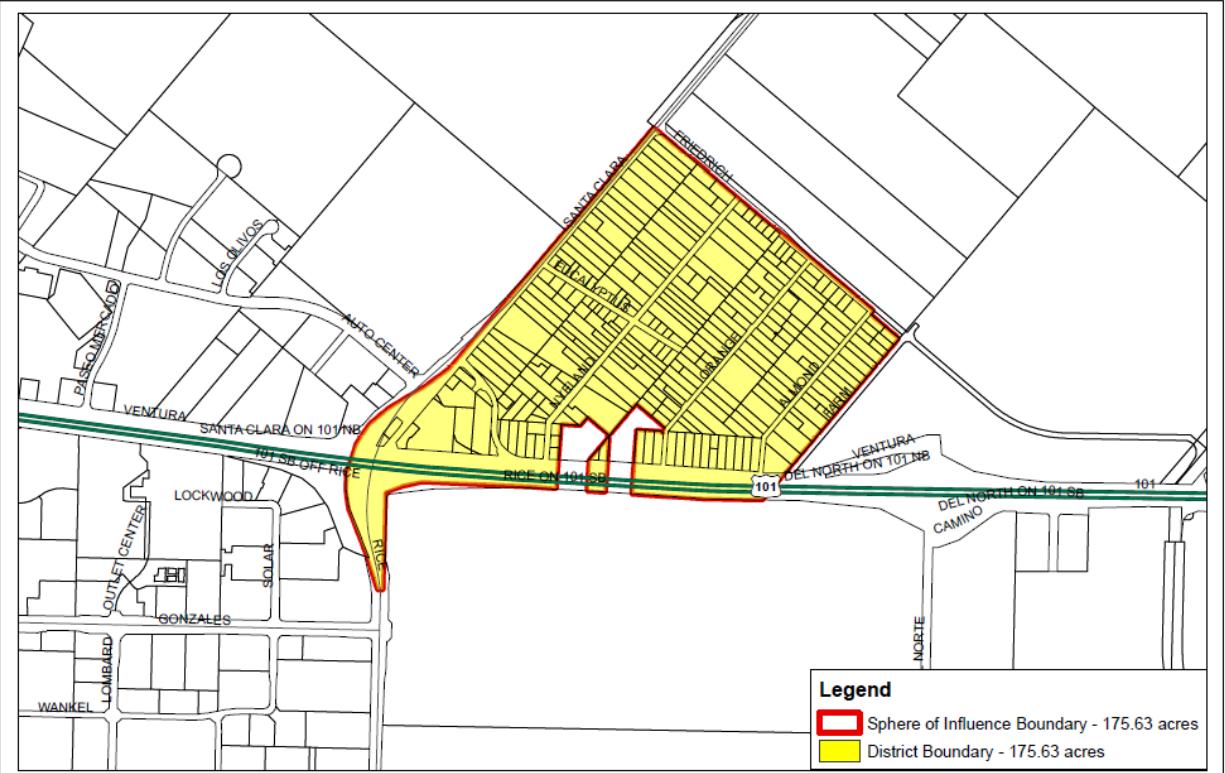 FRIEDRICH
SANTA CLARA
LOS OLIVOS
EUCALYPTUS
PASEO MERCADO
AUTO CENTER
NYELAND
ORANGE
ALMOND
VENTURA
SANTA CLARA ON 101 NB
BARM
VENTURA
101 SB OFF RICE
RICE ON 101 SB
DEL NORTH ON 101 NB
101
101
DEL NORTH ON 101 SB
LOCKWOOD
CAMINO
OUTLET CENTER
SOLAR
RICE
GONZALES
NORTE
LOMBARD
WANKEL
Legend
Sphere of Influence Boundary - 175.63 acres
District Boundary - 175.63 acres